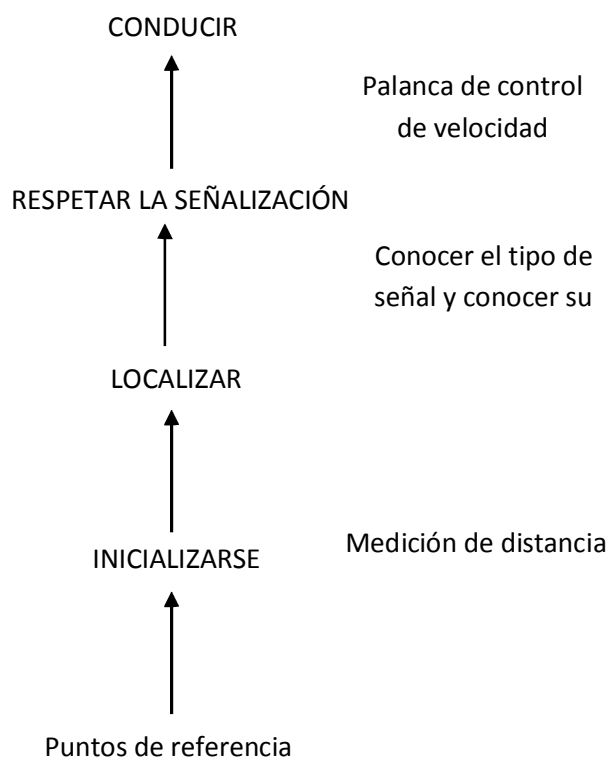 CONDUCIR
Palanca de control
de velocidad
RESPETAR LA SEÑALIZACIÓN
Conocer el tipo de
señal y conocer su
LOCALIZAR
Medición de distancia
INICIALIZARSE
Puntos de referencia